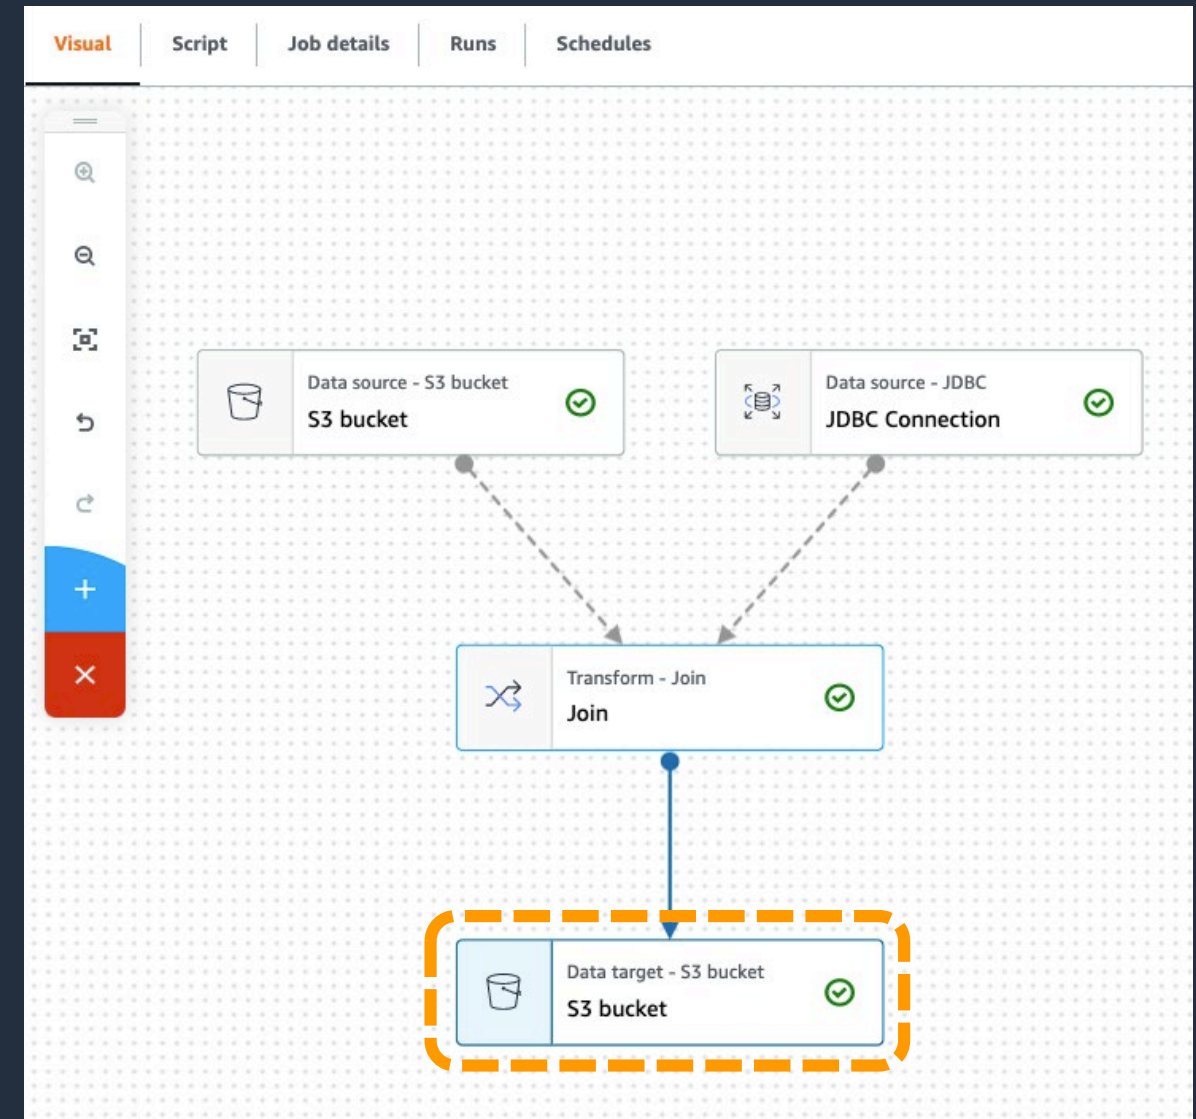 Visual
Script
Job details
Runs
Schedules
Data source - S3 bucket
S3 bucket
Data source - JDBC
JDBC Connection
Transform - Join
Join
Data target - S3 bucket
S3 bucket